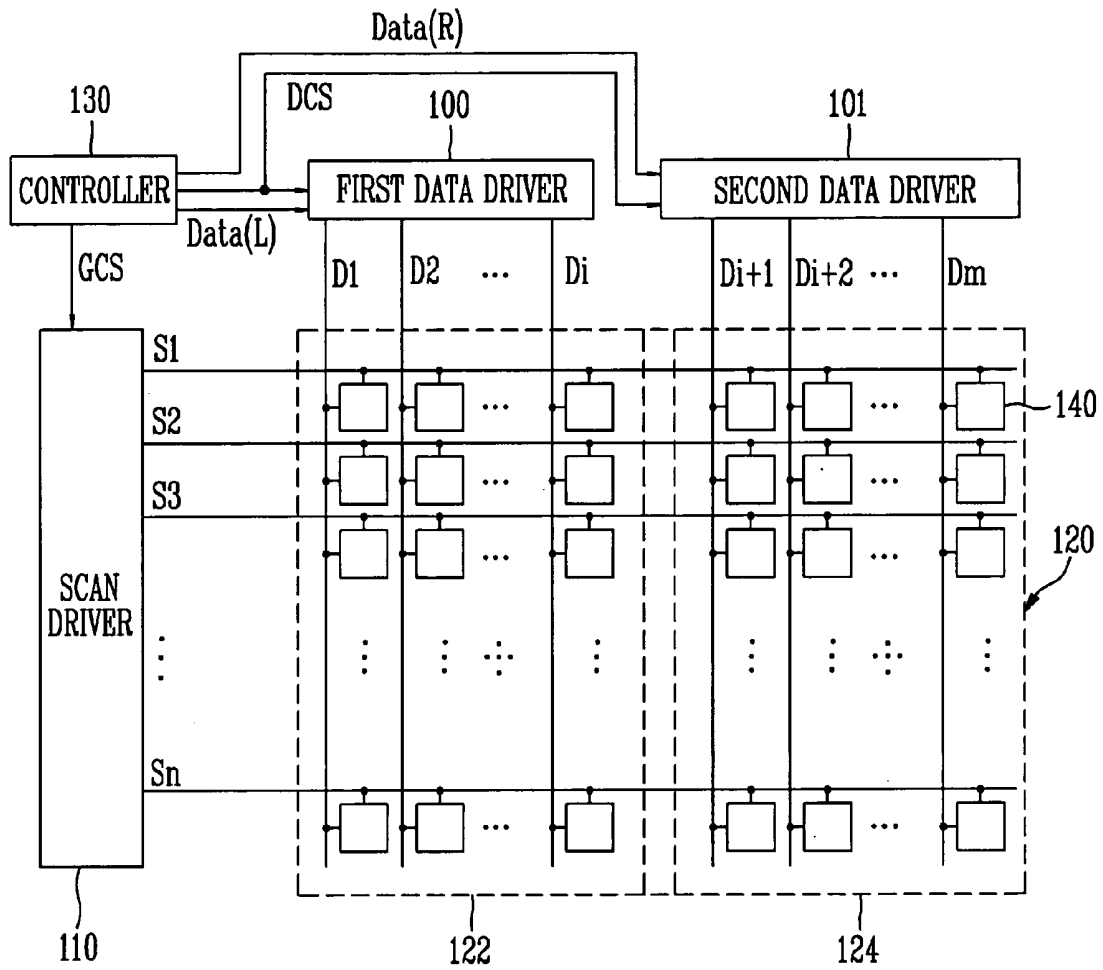 Data(R)
130
DCS
100
101
CONTROLLER
FIRST DATA DRIVER
SECOND DATA DRIVER
Data(L)
GCS
D1 D2 ... Di Di+1 Di+2 ... Dm
S1
140
S2
S3
120
SCAN
DRIVER
Sn
110
122
124